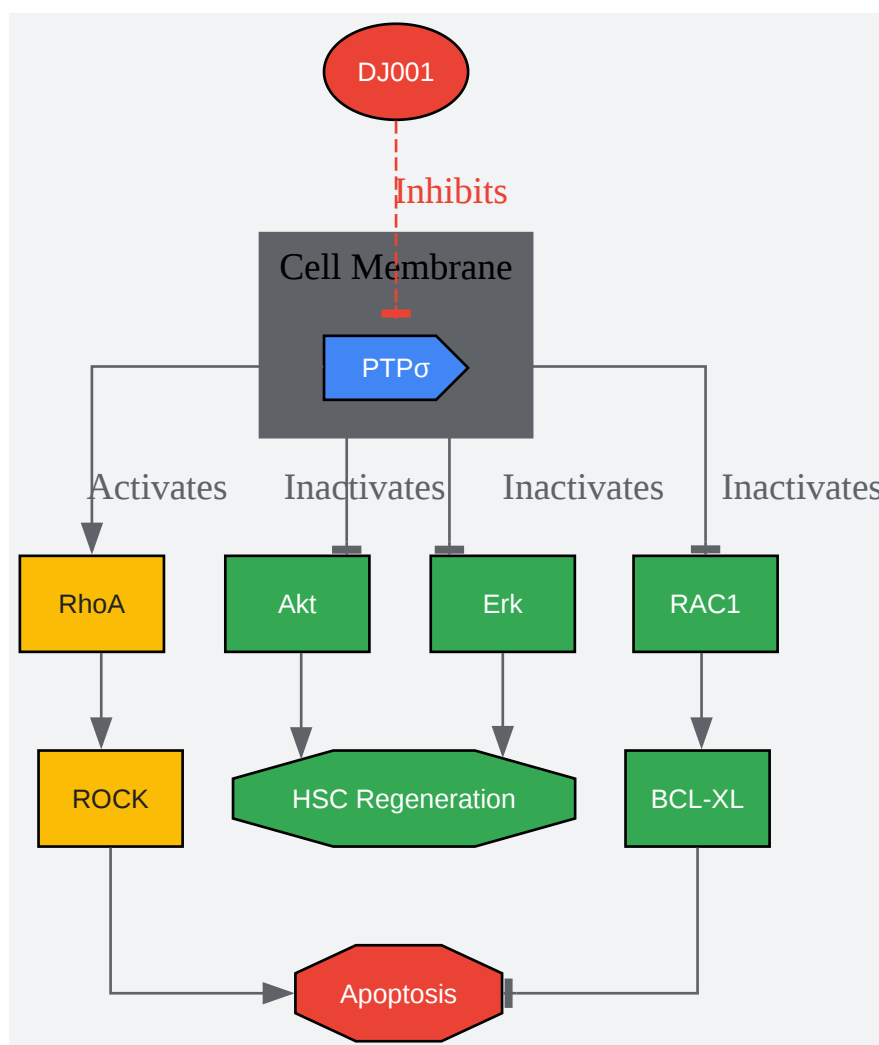 DJ001
Inhibits
Cell Membrane
PTPσ
Activates
Inactivates
Inactivates
Inactivates
RhoA
Akt
Erk
RAC1
ROCK
HSC Regeneration
BCL-XL
Apoptosis